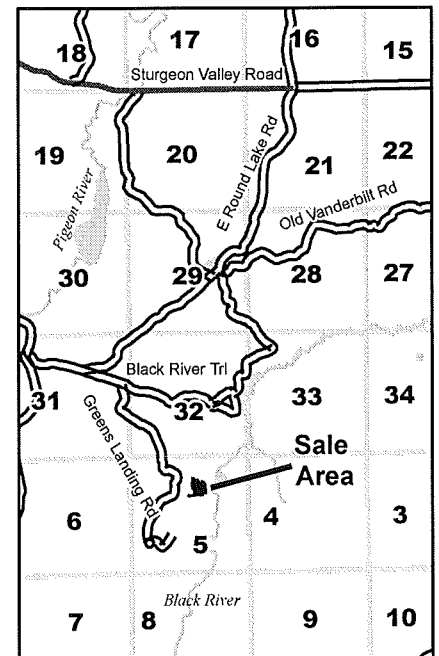 18
17
16
15
Sturgeon Valley Road
19
20
21
22
E Round Lake Rd
Pigeon River
Old Vanderbilt Rd
30
29
28
27
Black River Trl
31
32
33
34
Greens Landing Rd
Sale
Area
6
5
4
3
Black River
7
8
9
10